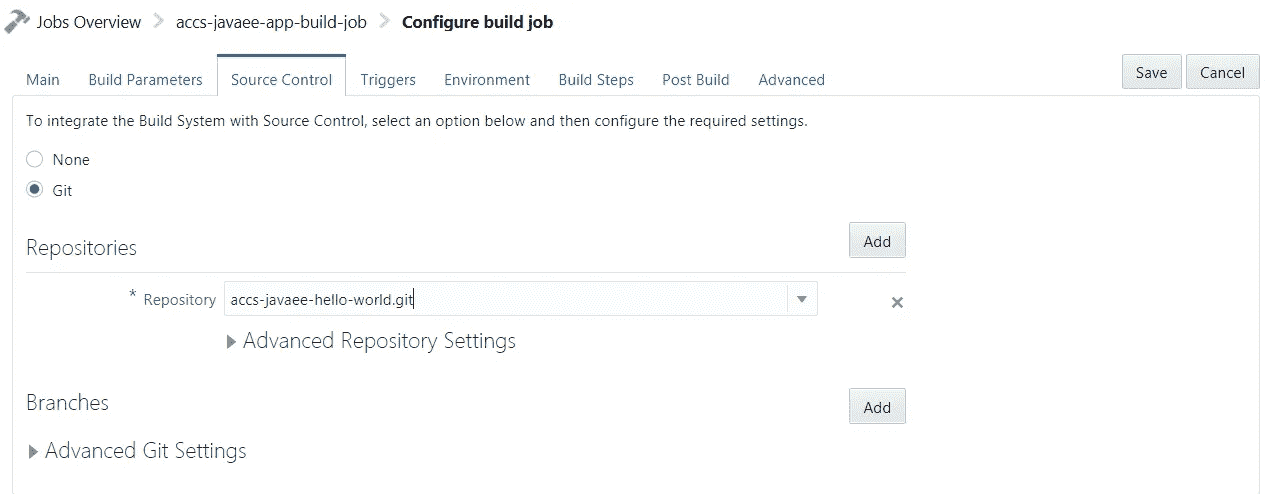 Jobs Overview > accs-javaee-app-build-job > Configure build job
Main Build Parameters Source Control Triggers Environment Build Steps Post Build Advanced Save Cancel
To integrate the Build System with Source Control, select an option below and then configure the required settings.
None
Git
Repositories Add
* Repository accs-javaee-hello-world.git
Advanced Repository Settings
Branches Add
Advanced Git Settings